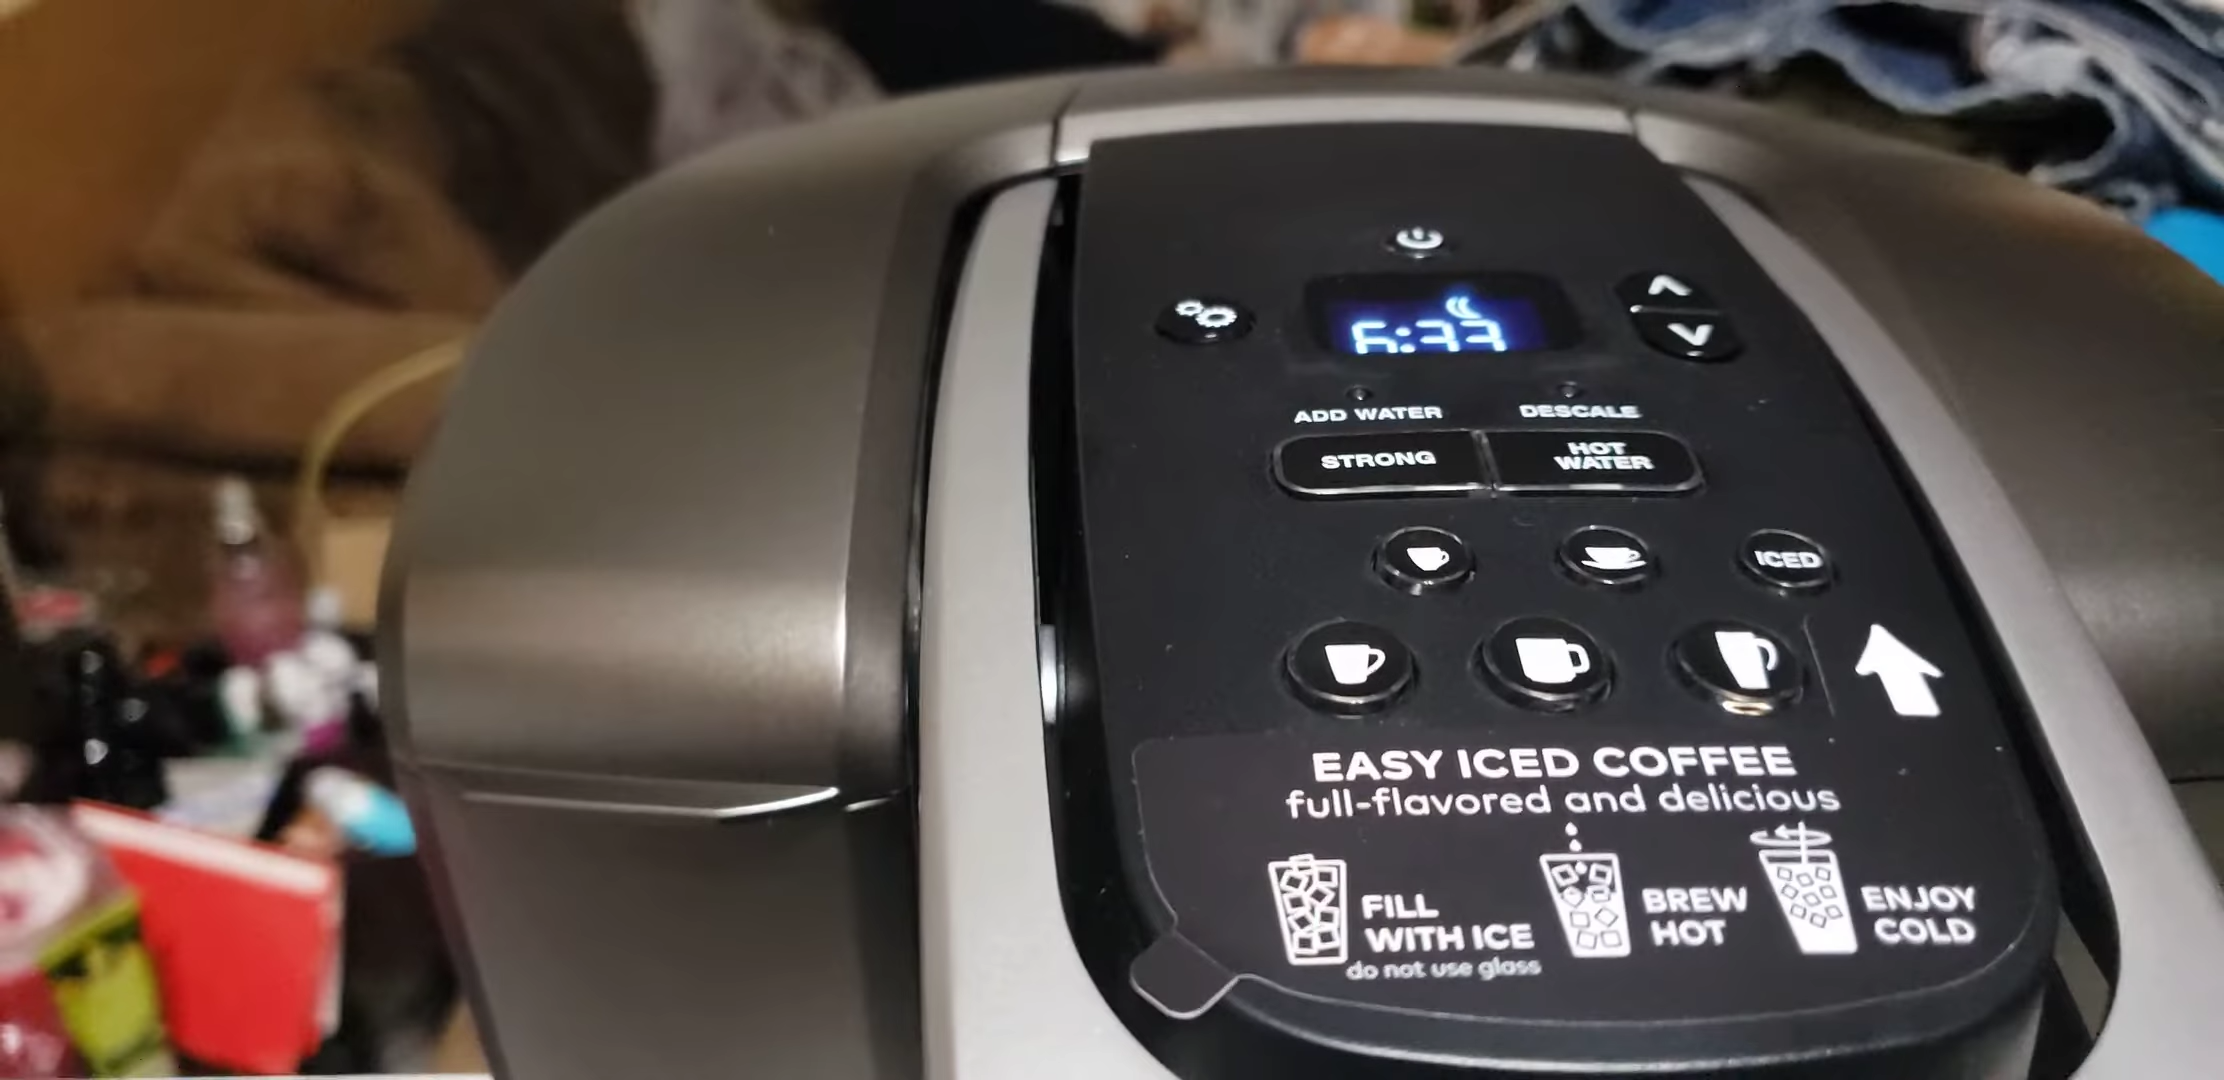 6:33
ADD WATER
DESCALE
STRONG
HOT
WATER
ICED
EASY ICED COFFEE
full-flavored and delicious
FILL
WITH ICE
do not use glass
BREW
HOT
ENJOY
COLD